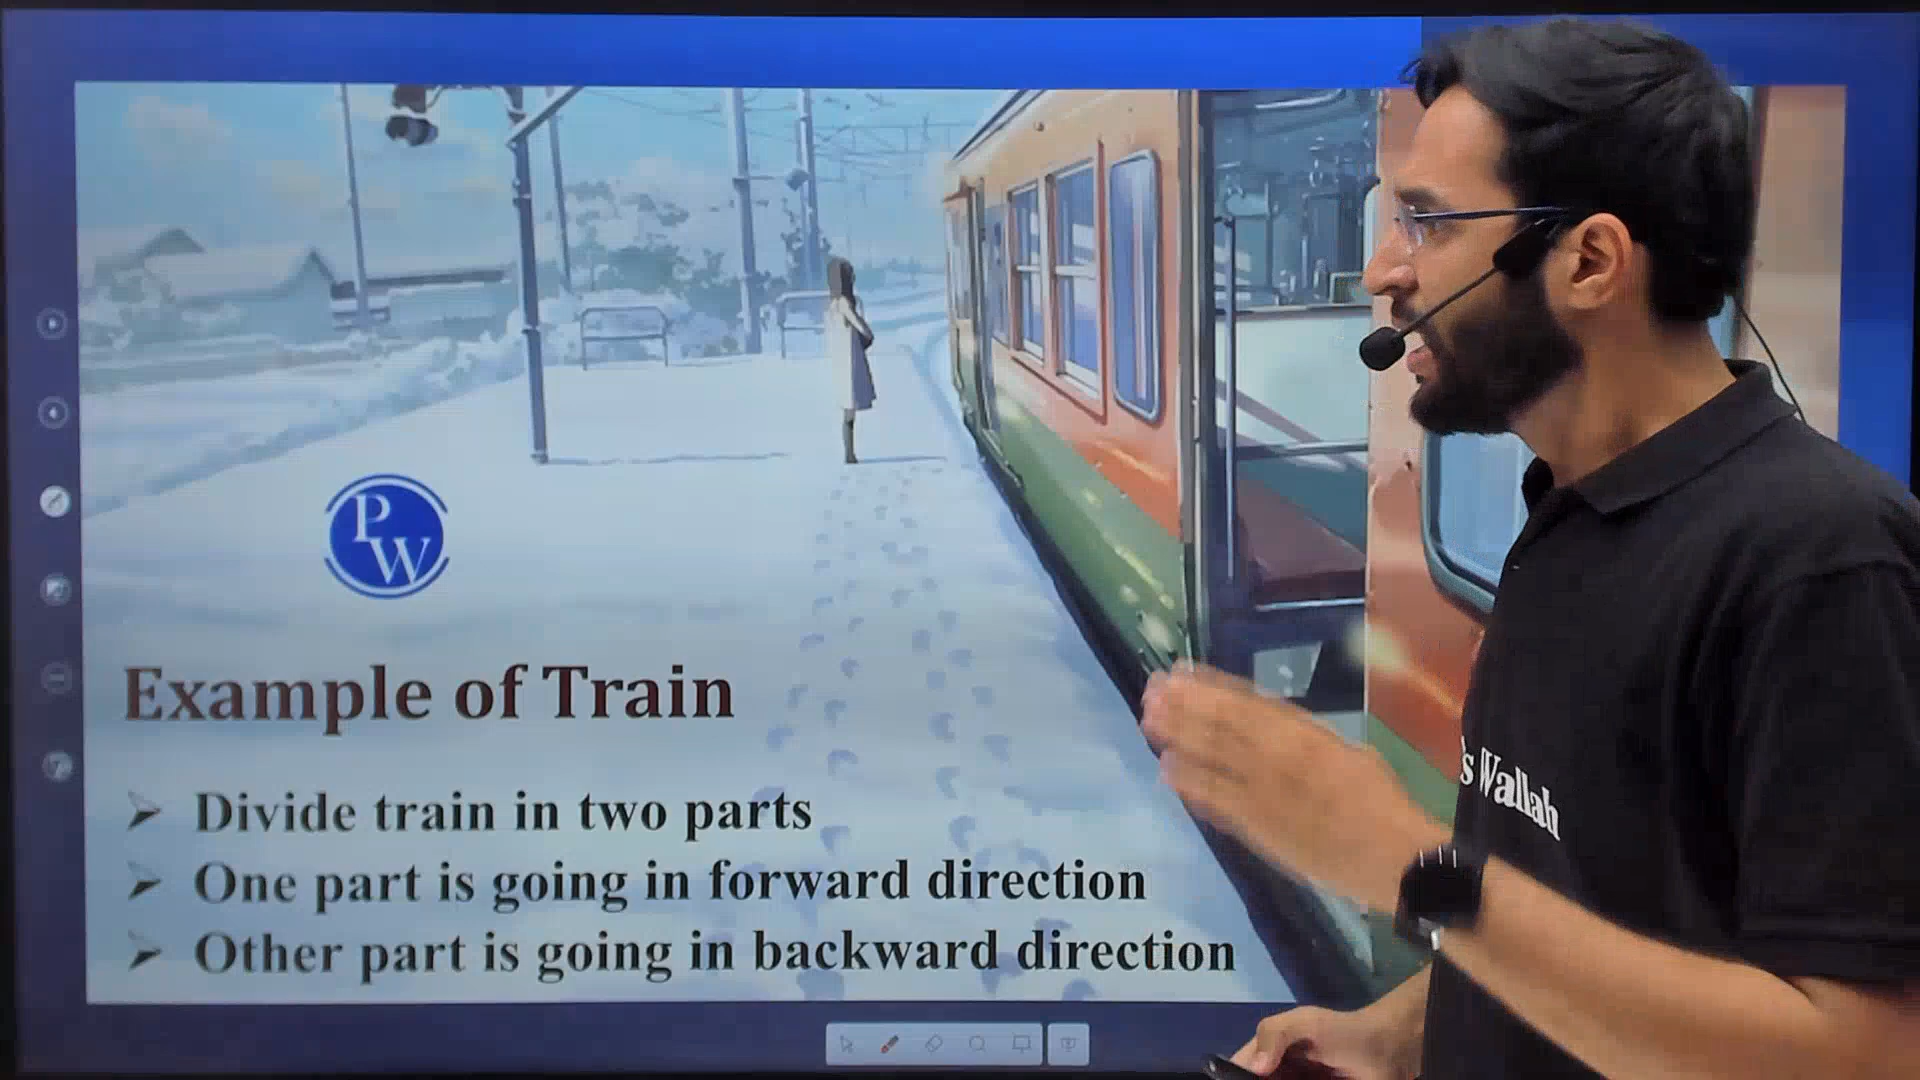 PW
Example of Train
➢ Divide train in two parts
➢ One part is going in forward direction
➢ Other part is going in backward direction
's Wallah